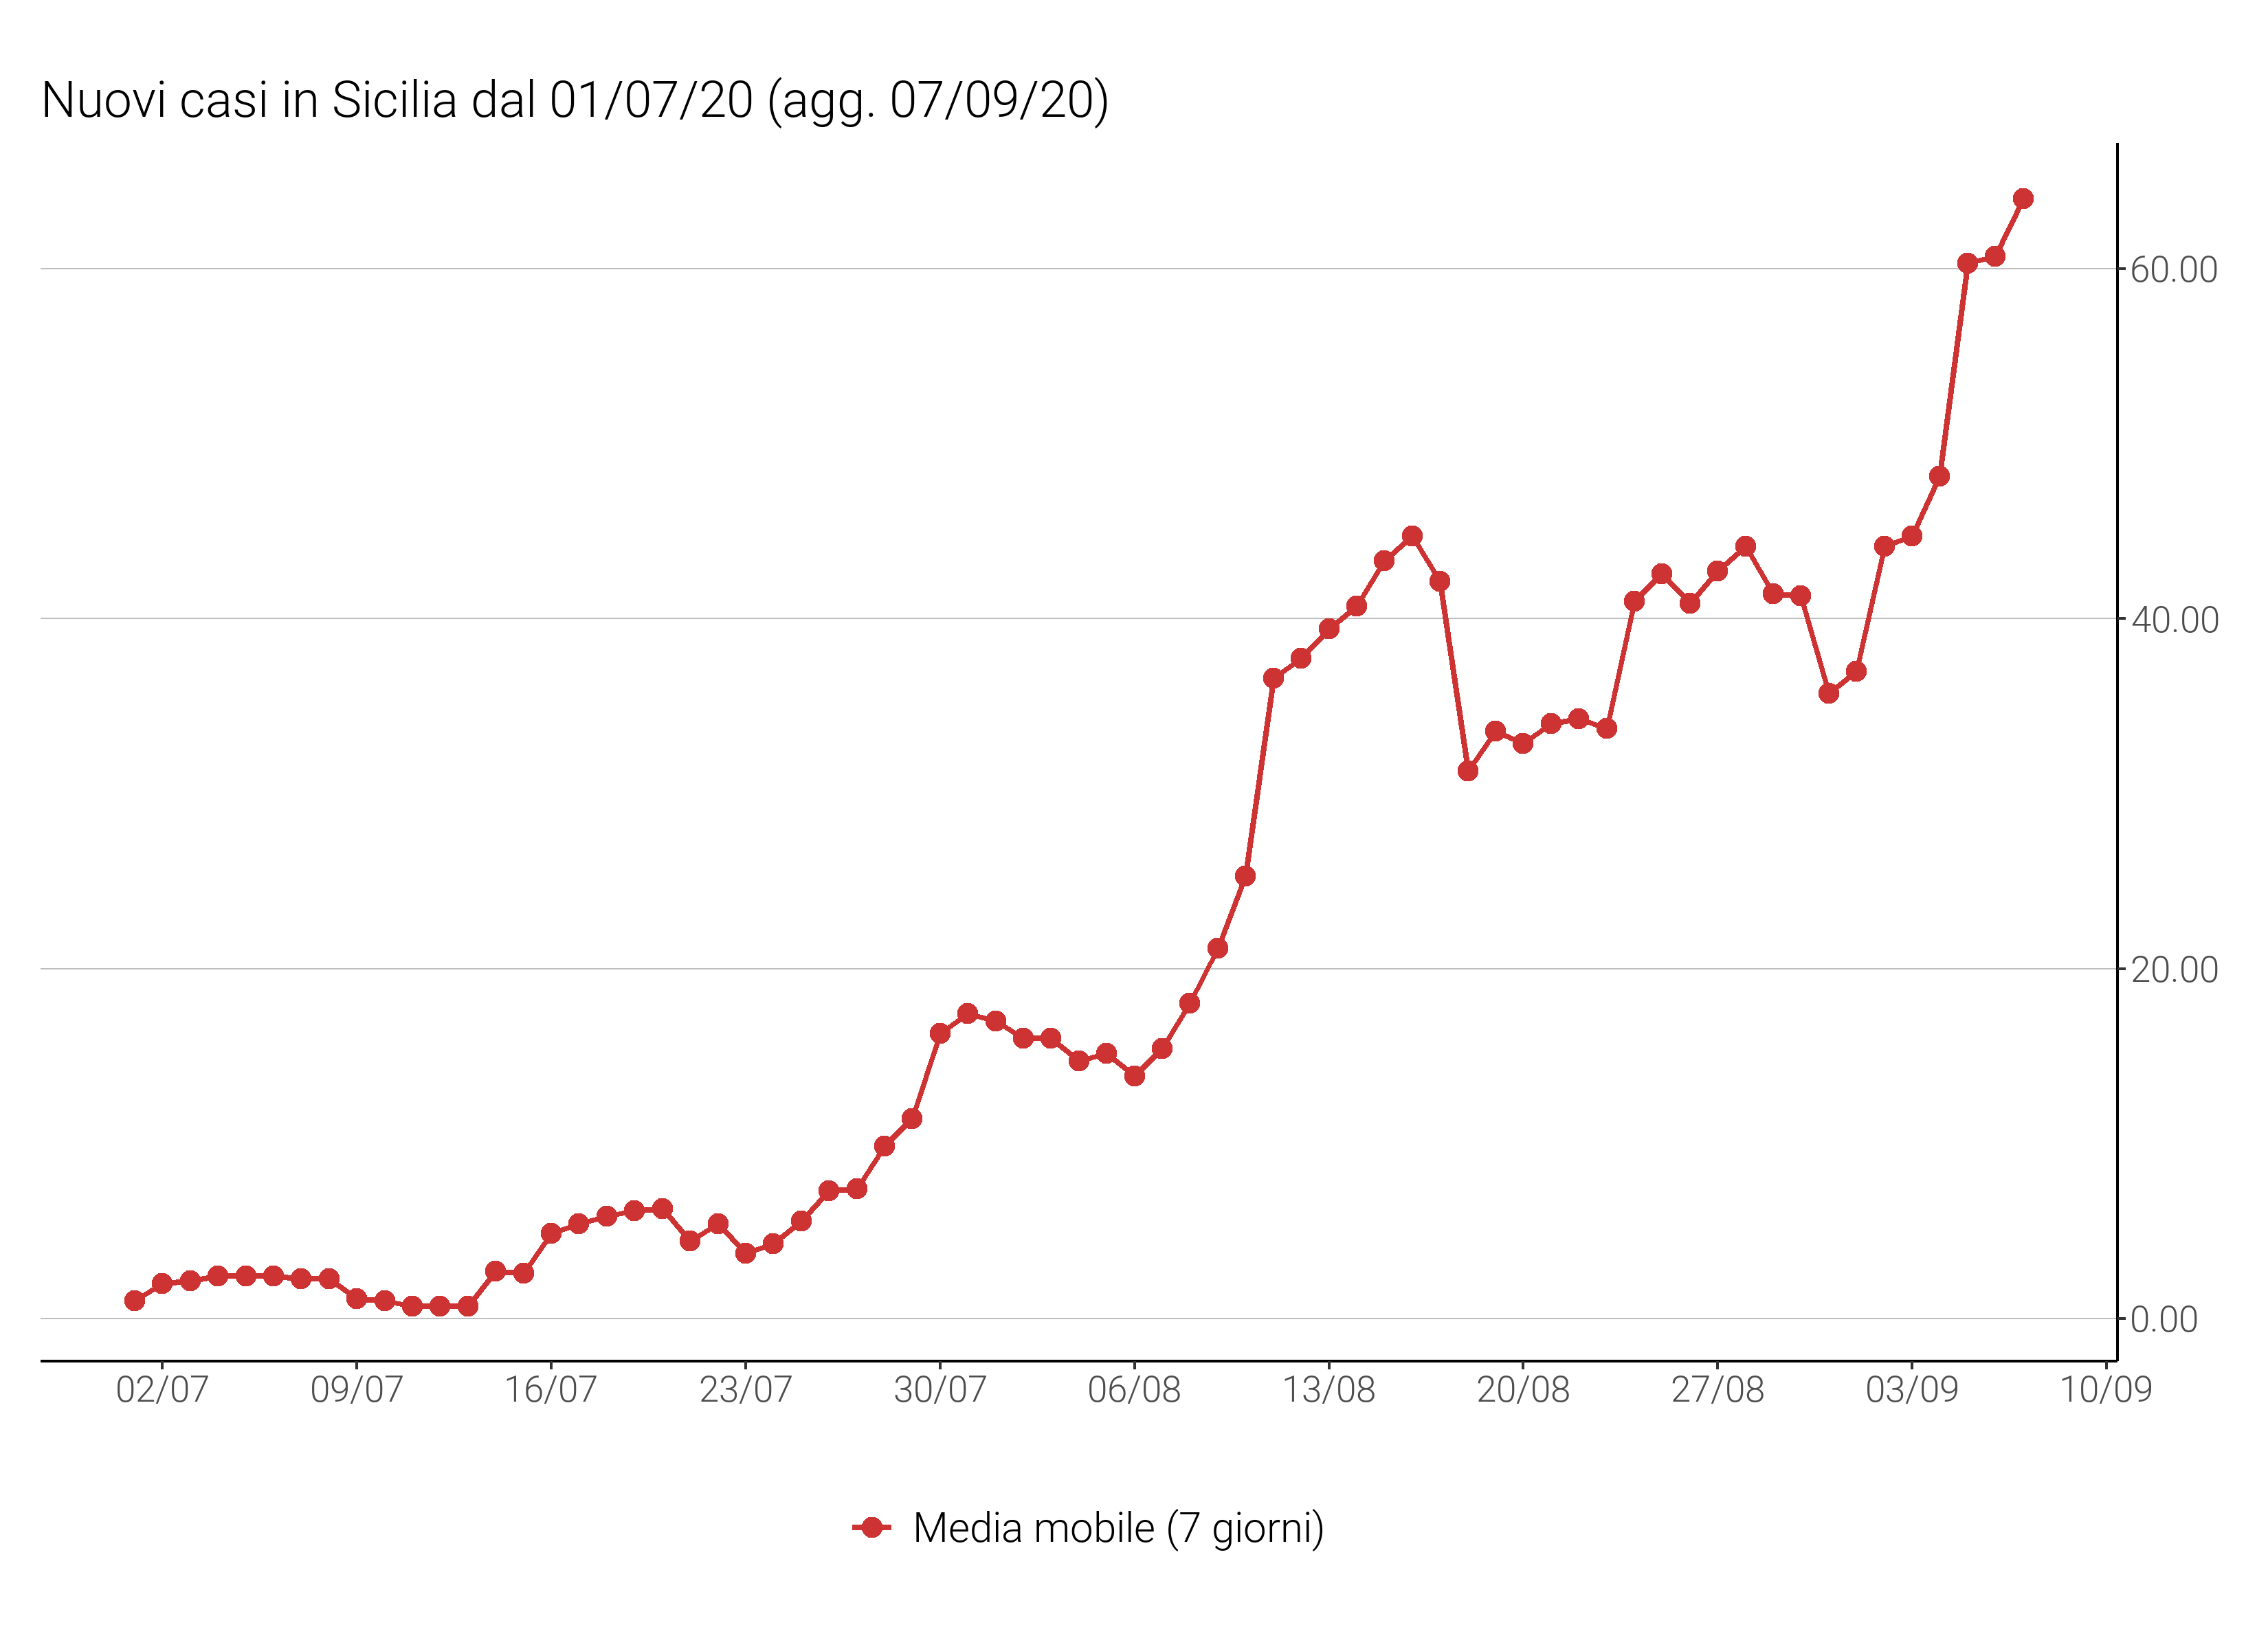 Nuovi casi in Sicilia dal 01/07/20 (agg. 07/09/20)
60.00
40.00
20.00
0.00
02/07 09/07 16/07 23/07 30/07 06/08 13/08 20/08 27/08 03/09 10/09
Media mobile (7 giorni)